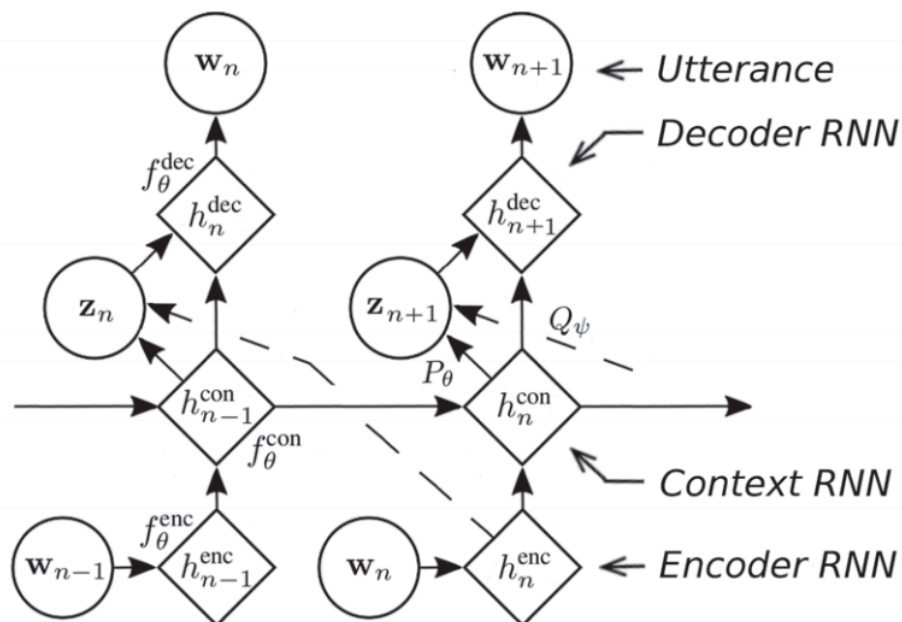 w_n
w_{n+1}
Utterance
Decoder RNN
f_θ^dec
h_n^dec
h_{n+1}^dec
z_n
z_{n+1}
Q_ψ
P_θ
h_{n-1}^con
h_n^con
f_θ^con
Context RNN
f_θ^enc
w_{n-1}
h_{n-1}^enc
w_n
h_n^enc
Encoder RNN